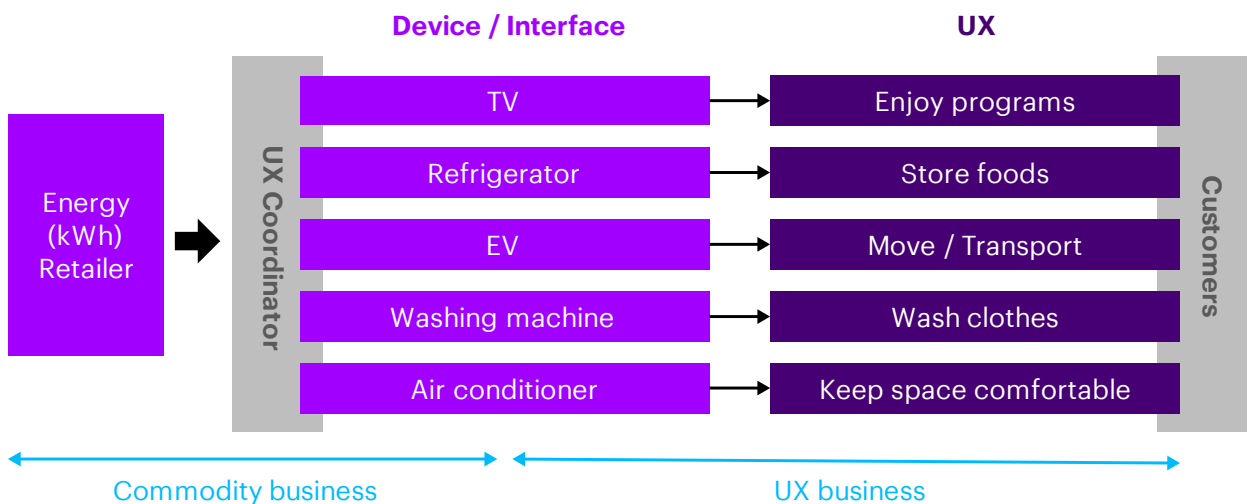 Device / Interface
UX
Energy
(kWh)
Retailer
UX Coordinator
TV
Enjoy programs
Refrigerator
Store foods
EV
Move / Transport
Washing machine
Wash clothes
Air conditioner
Keep space comfortable
Customers
Commodity business
UX business